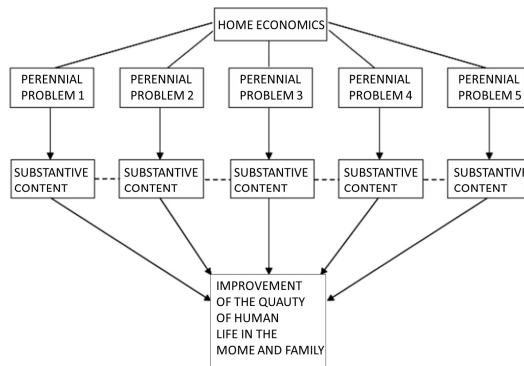 HOME ECONOMICS
PERENNIAL
PROBLEM 1
PERENNIAL
PROBLEM 2
PERENNIAL
PROBLEM 3
PERENNIAL
PROBLEM 4
PERENNIAL
PROBLEM 5
SUBSTANTIVE
CONTENT
SUBSTANTIVE
CONTENT
SUBSTANTIVE
CONTENT
SUBSTANTIVE
CONTENT
SUBSTANTIVE
CONTENT
IMPROVEMENT
OF THE QUAUTY
OF HUMAN
LIFE IN THE
MOME AND FAMILY